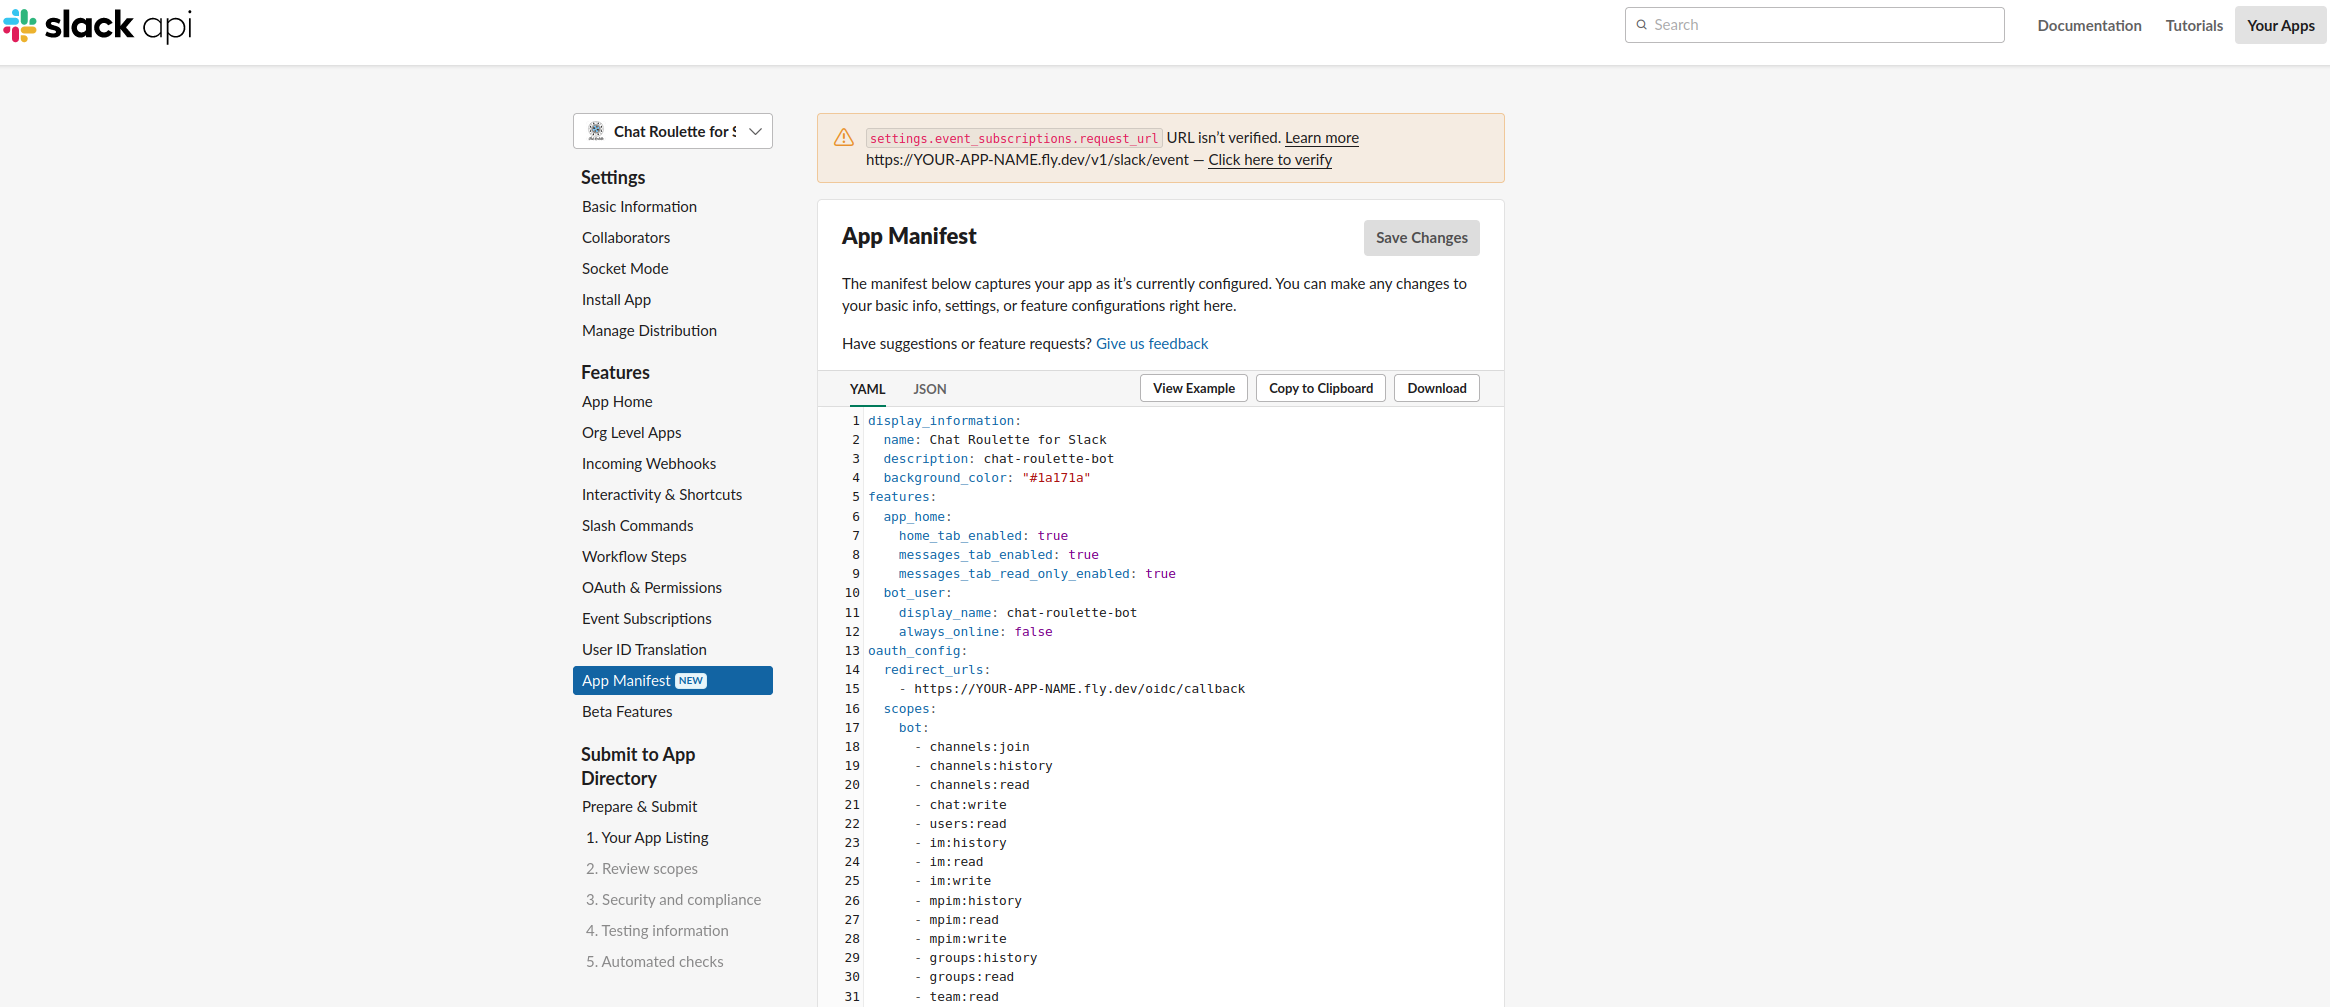 slack api
Search
Documentation
Tutorials
Your Apps
Chat Roulette for S
Settings
Basic Information
Collaborators
Socket Mode
Install App
Manage Distribution
Features
App Home
Org Level Apps
Incoming Webhooks
Interactivity & Shortcuts
Slash Commands
Workflow Steps
OAuth & Permissions
Event Subscriptions
User ID Translation
App Manifest NEW
Beta Features
Submit to App
Directory
Prepare & Submit
1. Your App Listing
2. Review scopes
3. Security and compliance
4. Testing information
5. Automated checks
settings.event_subscriptions.request_url URL isn’t verified. Learn more
https://YOUR-APP-NAME.fly.dev/v1/slack/event — Click here to verify
App Manifest
Save Changes
The manifest below captures your app as it’s currently configured. You can make any changes to
your basic info, settings, or feature configurations right here.
Have suggestions or feature requests? Give us feedback
YAML
JSON
View Example
Copy to Clipboard
Download
1 display_information:
2   name: Chat Roulette for Slack
3   description: chat-roulette-bot
4   background_color: "#1a171a"
5 features:
6   app_home:
7     home_tab_enabled: true
8     messages_tab_enabled: true
9     messages_tab_read_only_enabled: true
10   bot_user:
11     display_name: chat-roulette-bot
12     always_online: false
13 oauth_config:
14   redirect_urls:
15     - https://YOUR-APP-NAME.fly.dev/oidc/callback
16   scopes:
17     bot:
18       - channels:join
19       - channels:history
20       - channels:read
21       - chat:write
22       - users:read
23       - im:history
24       - im:read
25       - im:write
26       - mpim:history
27       - mpim:read
28       - mpim:write
29       - groups:history
30       - groups:read
31       - team:read